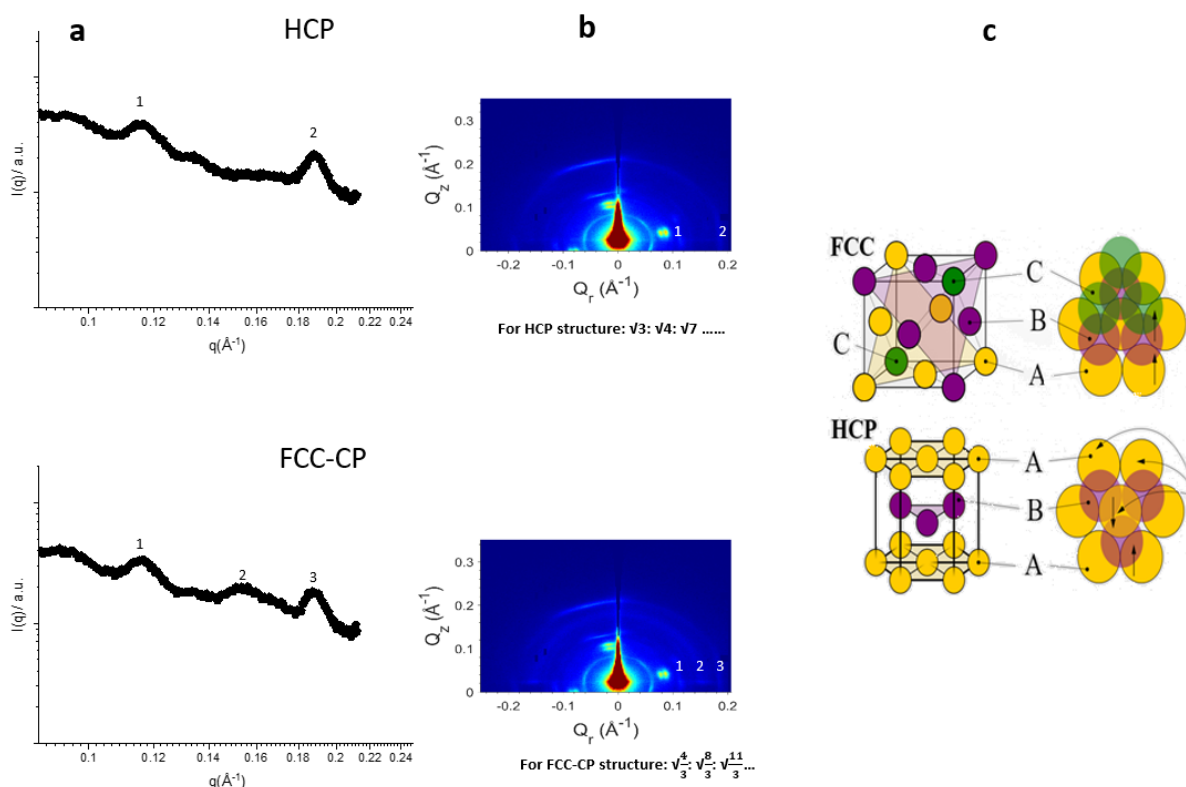 a
HCP
b
c
1
2
I(q)/ a.u.
0.1
0.12
0.14
0.16
0.18
0.20
0.22
0.24
q(Å⁻¹)
0.3
0.2
0.1
0
Q_z (Å⁻¹)
1 2
-0.2 -0.1 0 0.1 0.2
Q_r (Å⁻¹)
For HCP structure: √3: √4: √7 ......
FCC
C
B
C
A
HCP
A
B
A
FCC-CP
1
2
3
I(q)/ a.u.
0.1
0.12
0.14
0.16
0.18
0.20
0.22
0.24
q(Å⁻¹)
0.3
0.2
0.1
0
Q_z (Å⁻¹)
1 2 3
-0.2 -0.1 0 0.1 0.2
Q_r (Å⁻¹)
For FCC-CP structure: √4/3: √8/3: √11/3...